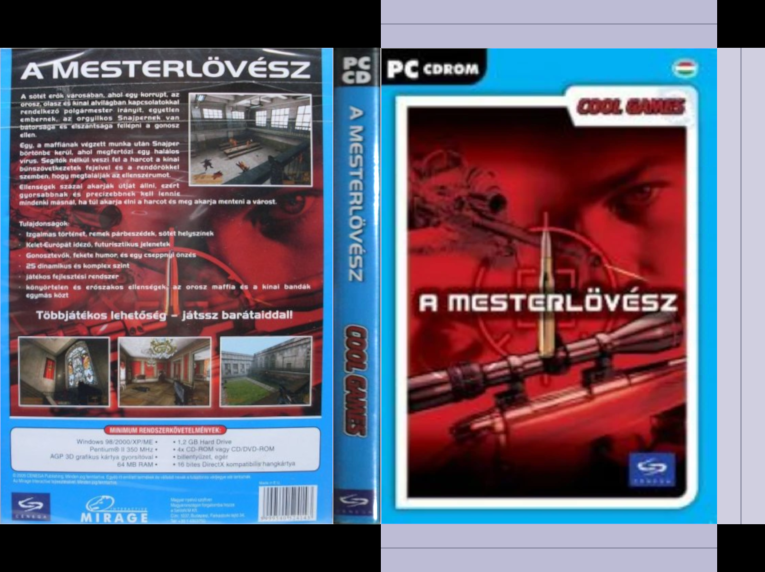 A MESTERLÖVÉSZ
A sötét erők városában, ahol egy korrupt, az
orosz, olasz és kínai alvilágban kapcsolatokkal
rendelkező polgármester irányít, egyetlen
embernek, az orgyilkos Snajpernek van
bátorsága és elszántsága fellépni a gonosz
ellen.
Egy, a maffiának végzett munka után Snajper
börtönbe kerül, ahol megfertőzi egy halálos
vírus. Segítők nélkül veszi fel a harcot a kínai
bűnszövetkezetek fejeivel és a rendőrökkel
szemben, hogy megtalálják az ellenszérumot.
Ellenségek százai akarják útját állni, ezért
gyorsabbnak és precízebbnek kell lennie
mindenki másnál, ha túl akarja élni a harcot és meg akarja menteni a várost.
Tulajdonságok:
· Izgalmas történet, remek párbeszédek, sötét helyszínek
· Kelet-Európát idéző, futurisztikus jelenetek
· Gonosztevők, fekete humor, és egy cseppnyi önzés
· 25 dinamikus és komplex szint
· játékos fejlesztési rendszer
· könyörtelen és erőszakos ellenségek, az orosz maffia és a kínai bandák
egymás közt
Többjátékos lehetőség – játssz barátaiddal!
MINIMUM RENDSZERKÖVETELMÉNYEK:
Windows 98/2000/XP/ME •
Pentium® II 350 MHz •
AGP 3D grafikus kártya gyorsítóval •
64 MB RAM •
• 1,2 GB Hard Drive
• 4x CD-ROM vagy CD/DVD-ROM
• billentyűzet, egér
• 16 bites DirectX kompatibilis hangkártya
CENEGA
MIRAGE
PC
CD
A MESTERLÖVÉSZ
COOL GAMES
PC CDROM
COOL GAMES
A MESTERLÖVÉSZ
CENEGA